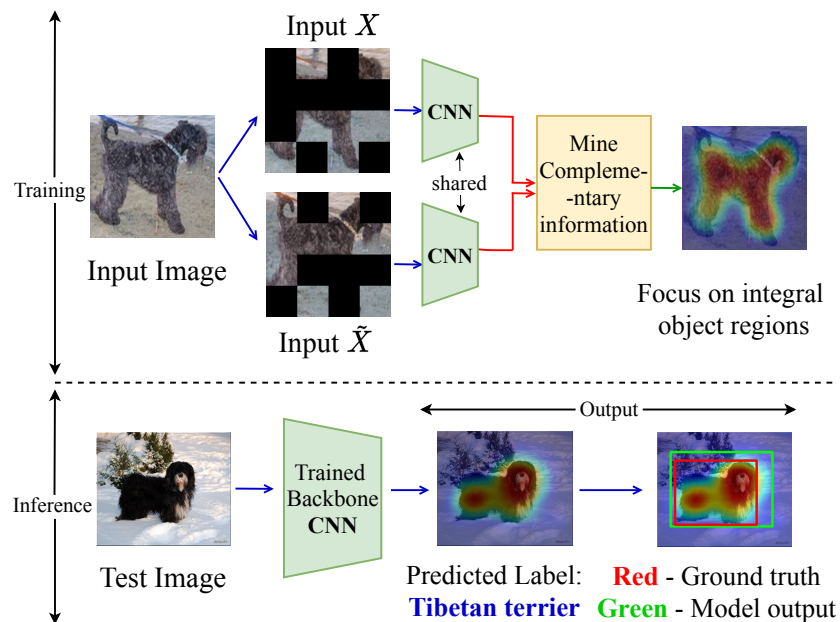 Input X
Training
CNN
shared
CNN
Mine
Compleme-
-ntary
information
Input Image
Input X̃
Focus on integral
object regions
Output
Inference
Trained
Backbone
CNN
Test Image
Predicted Label:
Tibetan terrier
Red - Ground truth
Green - Model output